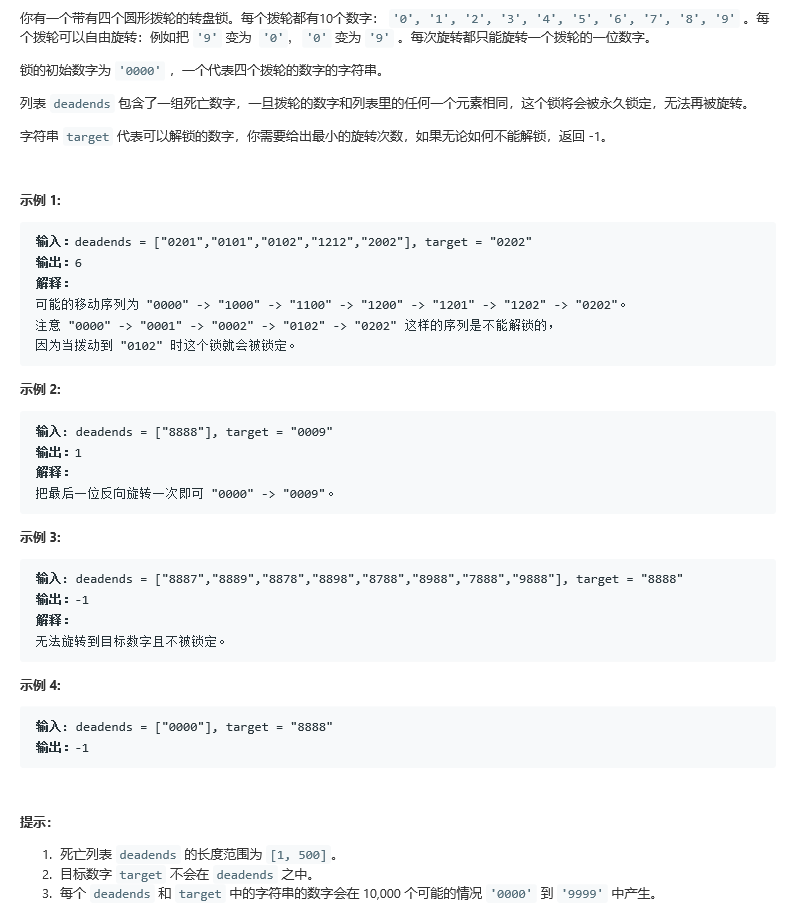 你有一个带有四个圆形拨轮的转盘锁。每个拨轮都有10个数字： '0', '1', '2', '3', '4', '5', '6', '7', '8', '9' 。每
个拨轮可以自由旋转：例如把 '9' 变为 '0'， '0' 变为 '9' 。每次旋转都只能旋转一个拨轮的一位数字。
锁的初始数字为 '0000' ，一个代表四个拨轮的数字的字符串。
列表 deadends 包含了一组死亡数字，一旦拨轮的数字和列表里的任何一个元素相同，这个锁将会被永久锁定，无法再被旋转。
字符串 target 代表可以解锁的数字，你需要给出最小的旋转次数，如果无论如何不能解锁，返回 -1。
示例 1:
输入：deadends = ["0201","0101","0102","1212","2002"], target = "0202"
输出：6
解释：
可能的移动序列为 "0000" -> "1000" -> "1100" -> "1200" -> "1201" -> "1202" -> "0202"。
注意 "0000" -> "0001" -> "0002" -> "0102" -> "0202" 这样的序列是不能解锁的，
因为当拨动到 "0102" 时这个锁就会被锁定。
示例 2:
输入: deadends = ["8888"], target = "0009"
输出：1
解释：
把最后一位反向旋转一次即可 "0000" -> "0009"。
示例 3:
输入: deadends = ["8887","8889","8878","8898","8788","8988","7888","9888"], target = "8888"
输出：-1
解释：
无法旋转到目标数字且不被锁定。
示例 4:
输入: deadends = ["0000"], target = "8888"
输出：-1
提示：
1. 死亡列表 deadends 的长度范围为 [1, 500]。
2. 目标数字 target 不会在 deadends 之中。
3. 每个 deadends 和 target 中的字符串的数字会在 10,000 个可能的情况 '0000' 到 '9999' 中产生。